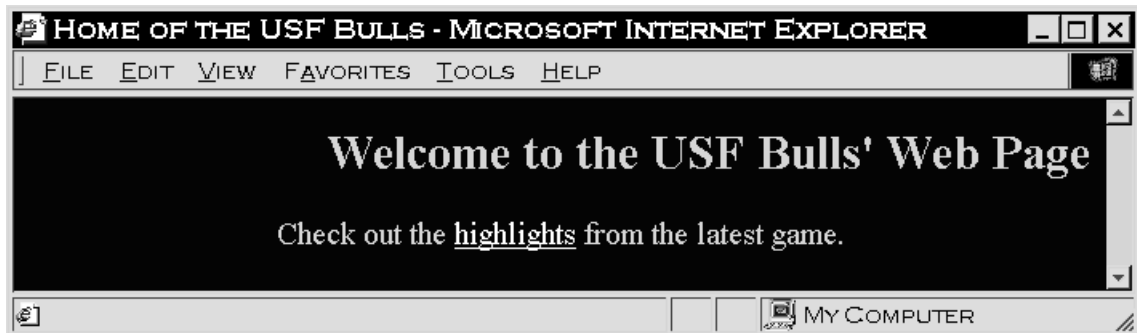 HOME OF THE USF BULLS - MICROSOFT INTERNET EXPLORER
FILE EDIT VIEW FAVORITES TOOLS HELP
Welcome to the USF Bulls' Web Page
Check out the highlights from the latest game.
MY COMPUTER